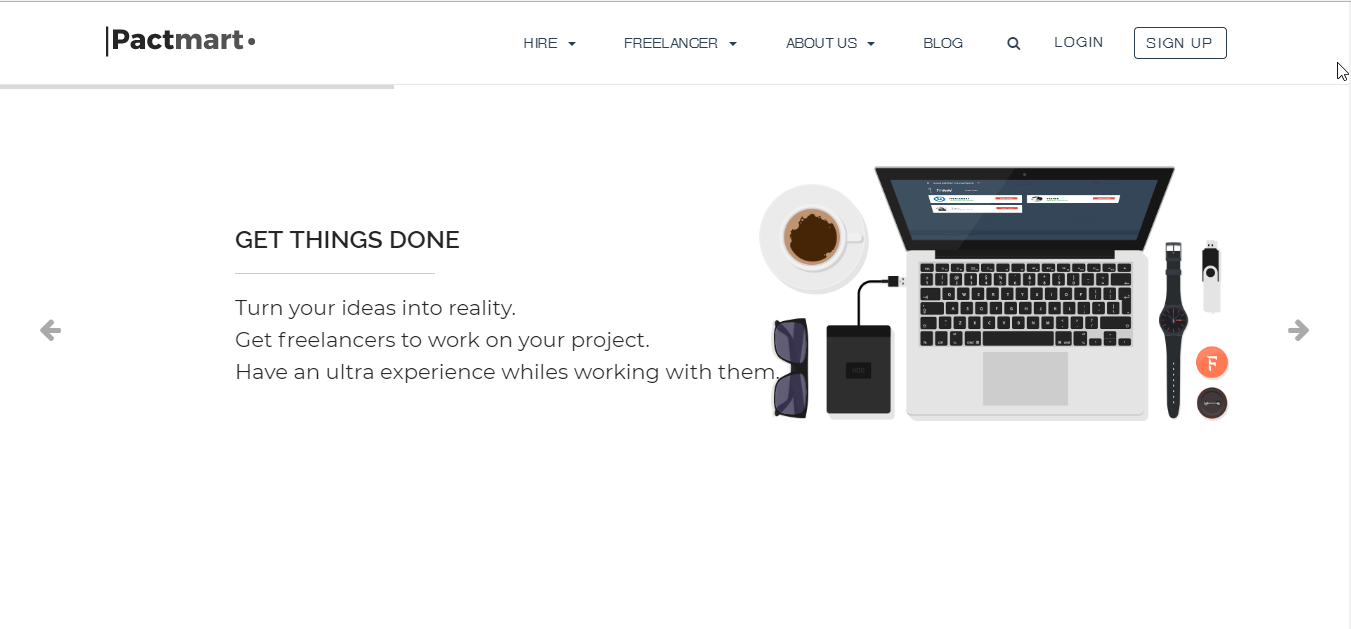 |Pactmart•
HIRE
FREELANCER
ABOUT US
BLOG
LOGIN
SIGN UP
GET THINGS DONE
Turn your ideas into reality.
Get freelancers to work on your project.
Have an ultra experience whiles working with them.
F